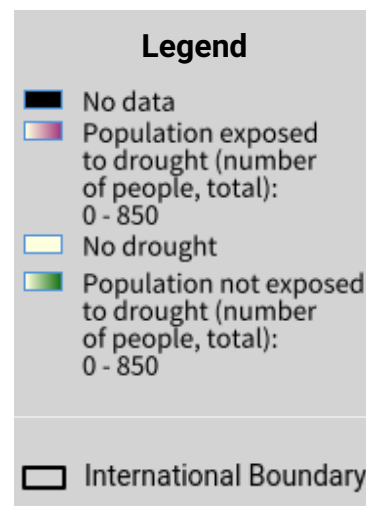 Legend
No data
Population exposed
to drought (number
of people, total):
0 - 850
No drought
Population not exposed
to drought (number
of people, total):
0 - 850
International Boundary